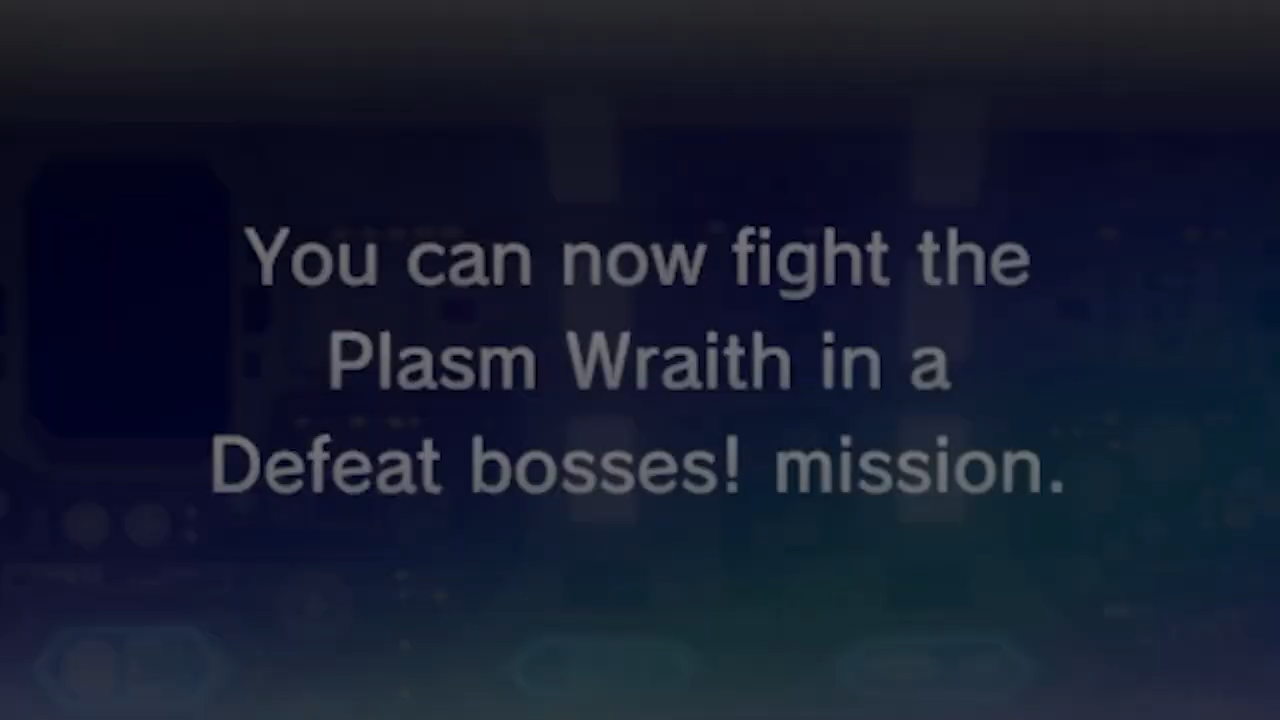 You can now fight the
Plasm Wraith in a
Defeat bosses! mission.